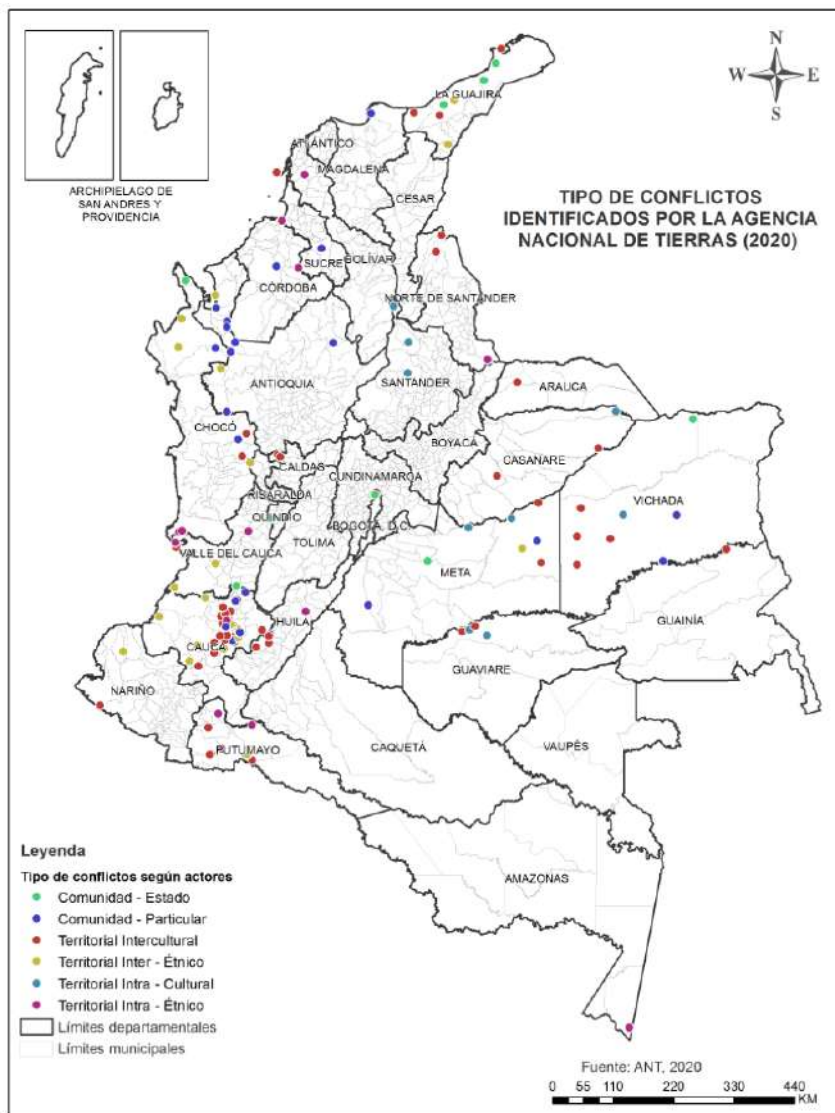 N
W E
S
ARCHIPIELAGO DE
SAN ANDRES Y
PROVIDENCIA
TIPO DE CONFLICTOS
IDENTIFICADOS POR LA AGENCIA
NACIONAL DE TIERRAS (2020)
LA GUAJIRA
ATLÁNTICO
MAGDALENA
CESAR
SUCRE
BOLÍVAR
CÓRDOBA
NORTE DE SANTANDER
ANTIOQUIA
SANTANDER
ARAUCA
CHOCÓ
BOYACA
CASANARE
CALDAS
CUNDINAMARCA
RISARALDA
VICHADA
QUINDIO
BOGOTA, D.C.
TOLIMA
VALLE DEL CAUCA
META
GUAINÍA
HUILA
CAUCA
GUAVIARE
NARIÑO
CAQUETÁ
VAUPÉS
PUTUMAYO
AMAZONAS
Leyenda
Tipo de conflictos según actores
Comunidad - Estado
Comunidad - Particular
Territorial Intercultural
Territorial Inter - Étnico
Territorial Intra - Cultural
Territorial Intra - Étnico
Límites departamentales
Límites municipales
Fuente: ANT, 2020
0 55 110 220 330 440
KM